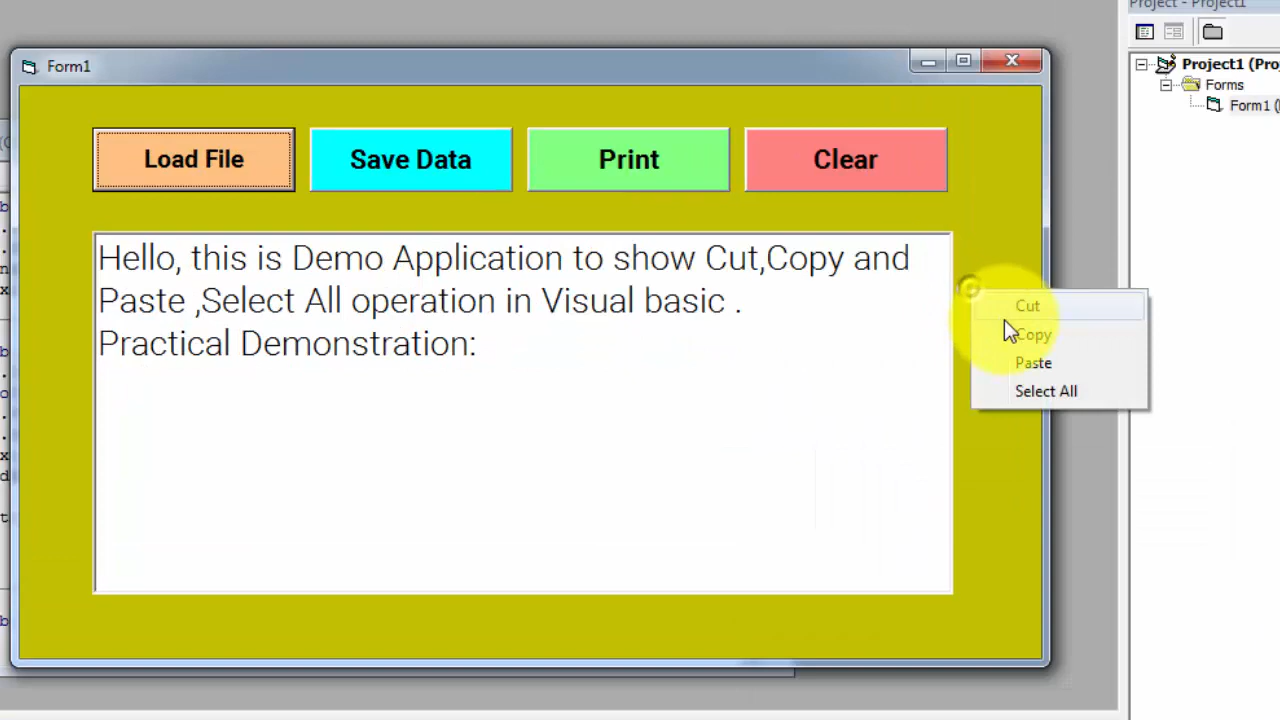 Project - Project1
Form1
Project1 (Proj
Forms
Form1 (
Load File
Save Data
Print
Clear
Hello, this is Demo Application to show Cut,Copy and
Paste ,Select All operation in Visual basic .
Practical Demonstration:
Cut
Copy
Paste
Select All